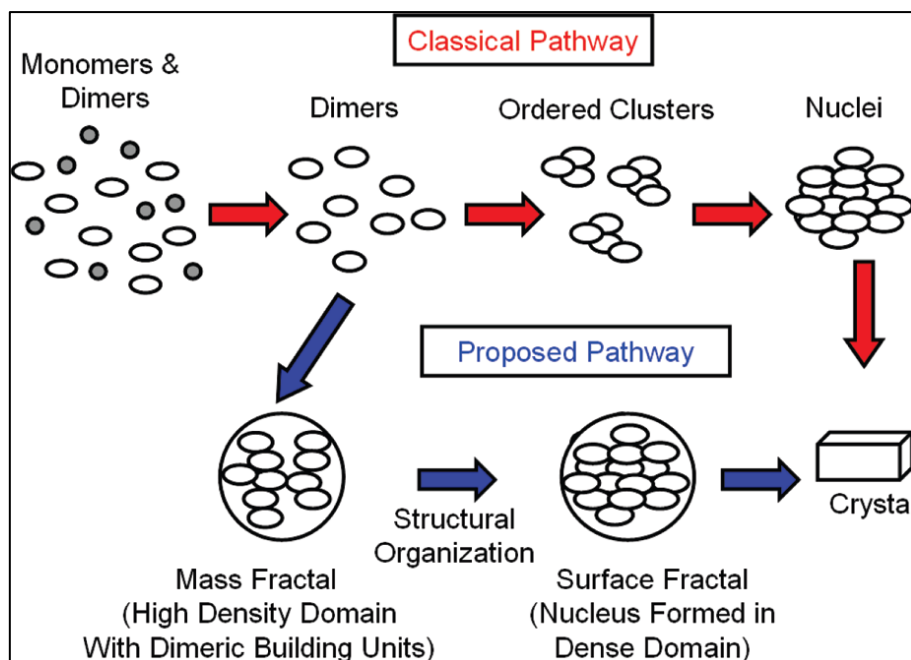 Classical Pathway
Monomers &
Dimers
Dimers
Ordered Clusters
Nuclei
Proposed Pathway
Structural
Organization
Crysta
Mass Fractal
(High Density Domain
With Dimeric Building Units)
Surface Fractal
(Nucleus Formed in
Dense Domain)